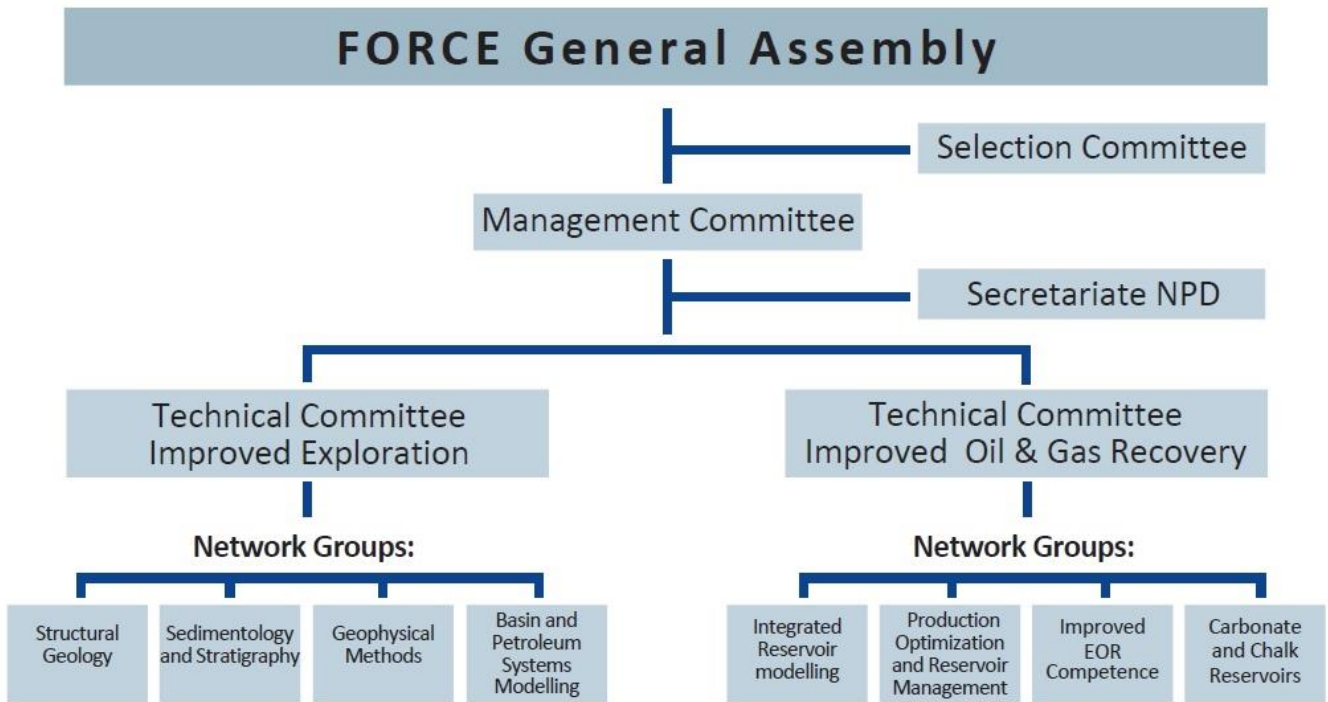 FORCE General Assembly
Selection Committee
Management Committee
Secretariate NPD
Technical Committee
Improved Exploration
Technical Committee
Improved Oil & Gas Recovery
Network Groups:
Network Groups:
Structural
Geology
Sedimentology
and Stratigraphy
Geophysical
Methods
Basin and
Petroleum
Systems
Modelling
Integrated
Reservoir
modelling
Production
Optimization
and Reservoir
Management
Improved
EOR
Competence
Carbonate
and Chalk
Reservoirs